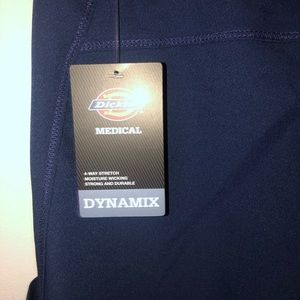 Dickies
MEDICAL
4-WAY STRETCH
MOISTURE WICKING
STRONG AND DURABLE
DYNAMIX